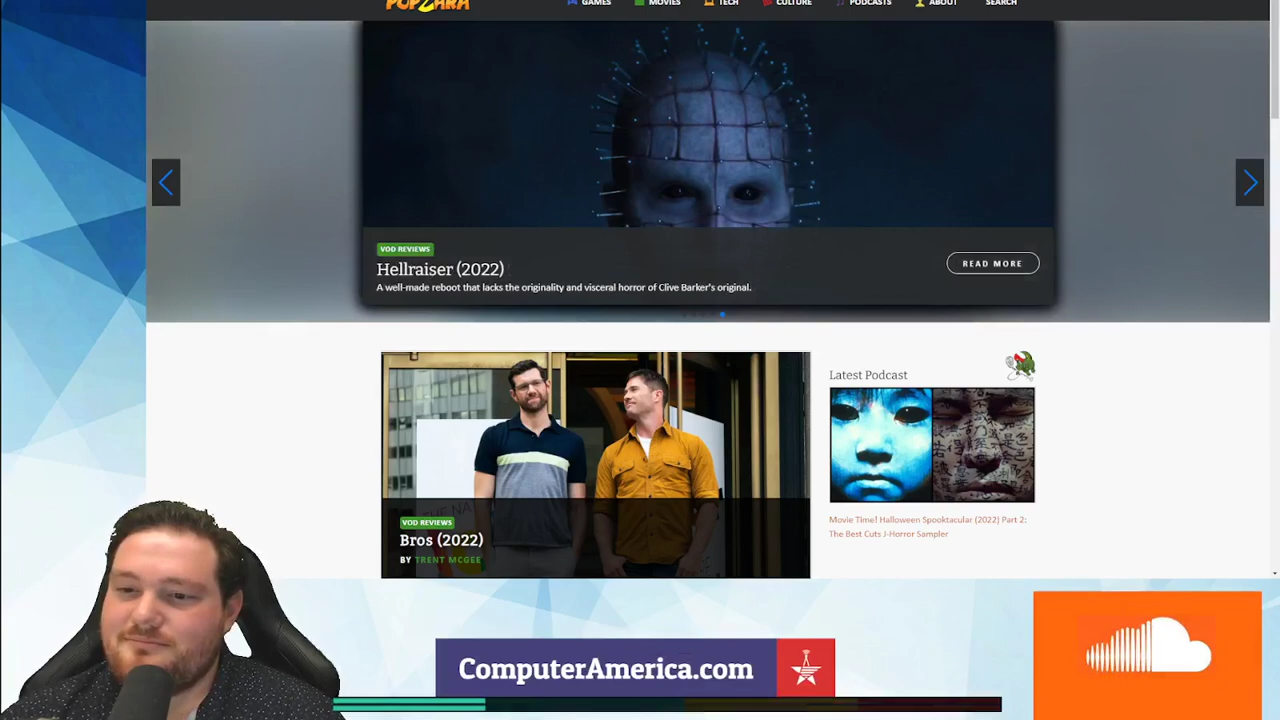 POPZARA
GAMES MOVIES TECH CULTURE PODCASTS ABOUT SEARCH
VOD REVIEWS
Hellraiser (2022)
A well-made reboot that lacks the originality and visceral horror of Clive Barker's original.
READ MORE
VOD REVIEWS
Bros (2022)
BY TRENT MCGEE
Latest Podcast
Movie Time! Halloween Spooktacular (2022) Part 2:
The Best Cuts J-Horror Sampler
ComputerAmerica.com